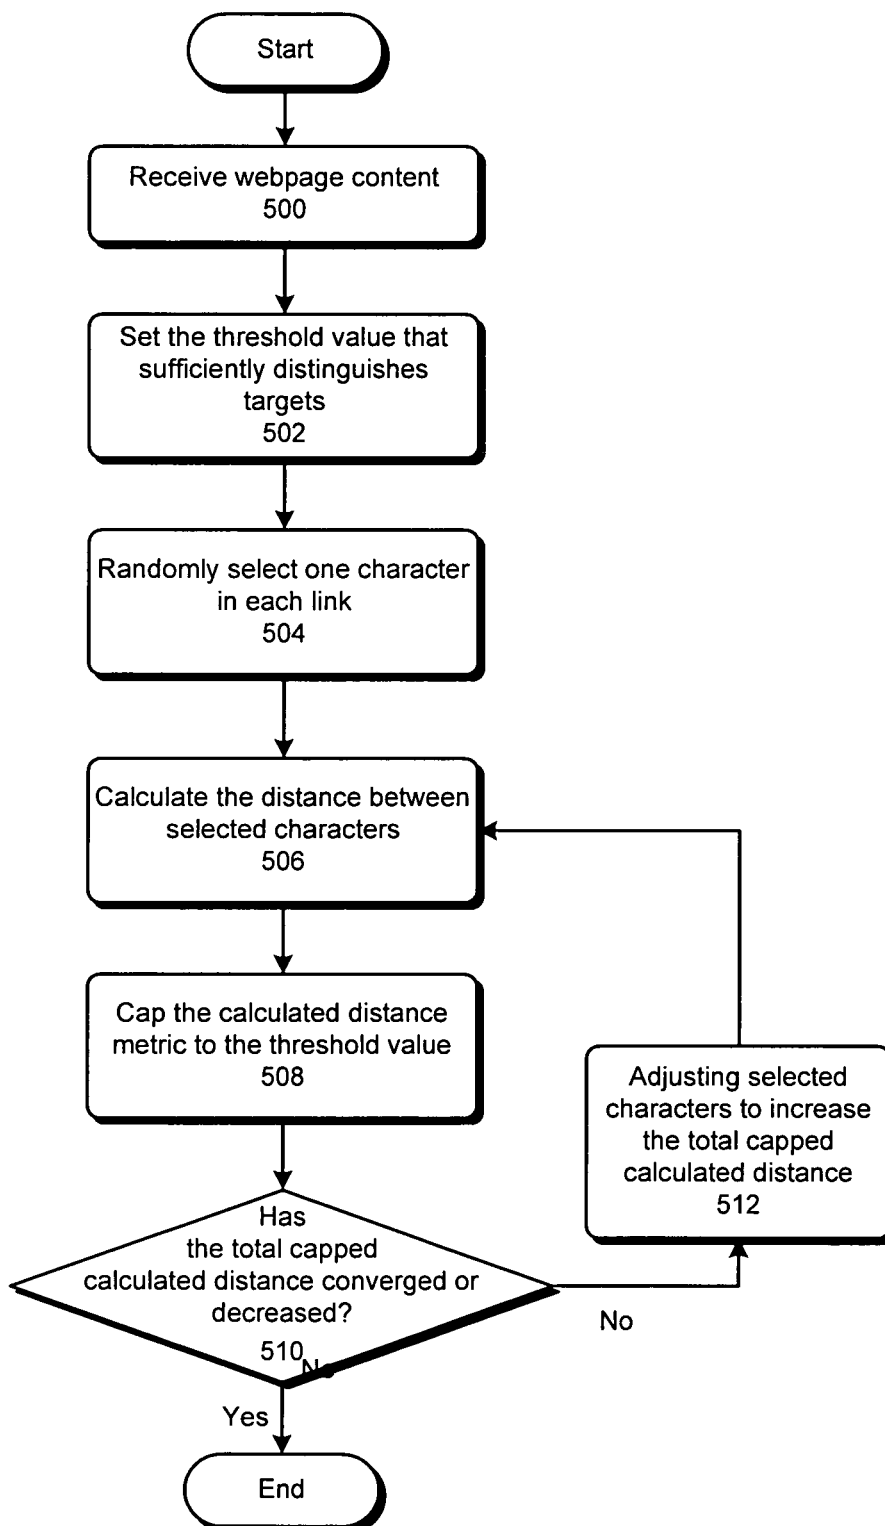 Start
Receive webpage content
500
Set the threshold value that
sufficiently distinguishes
targets
502
Randomly select one character
in each link
504
Calculate the distance between
selected characters
506
Cap the calculated distance
metric to the threshold value
508
Adjusting selected
characters to increase
the total capped
calculated distance
512
Has
the total capped
calculated distance converged or
decreased?
510
No
No
Yes
End